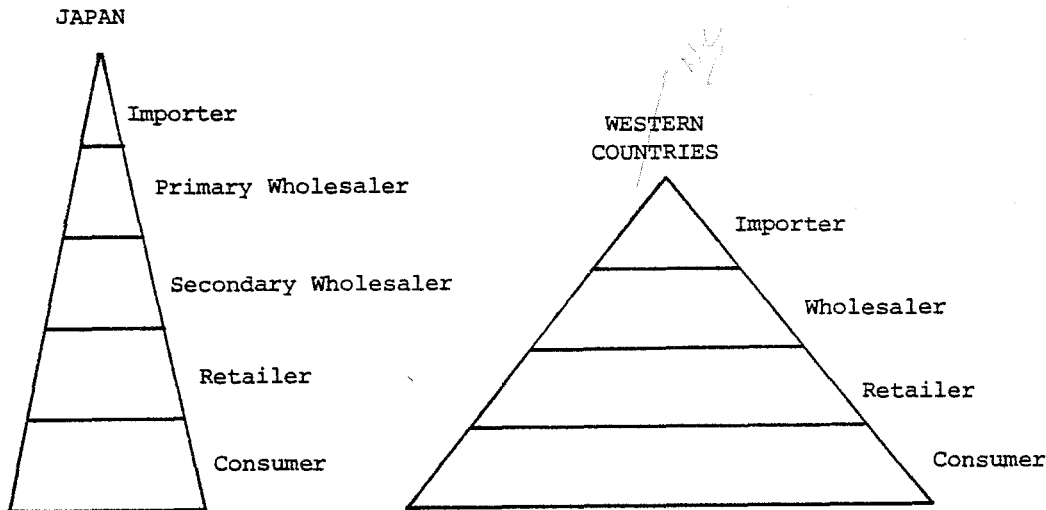 JAPAN
Importer
Primary Wholesaler
Secondary Wholesaler
Retailer
Consumer
WESTERN
COUNTRIES
Importer
Wholesaler
Retailer
Consumer